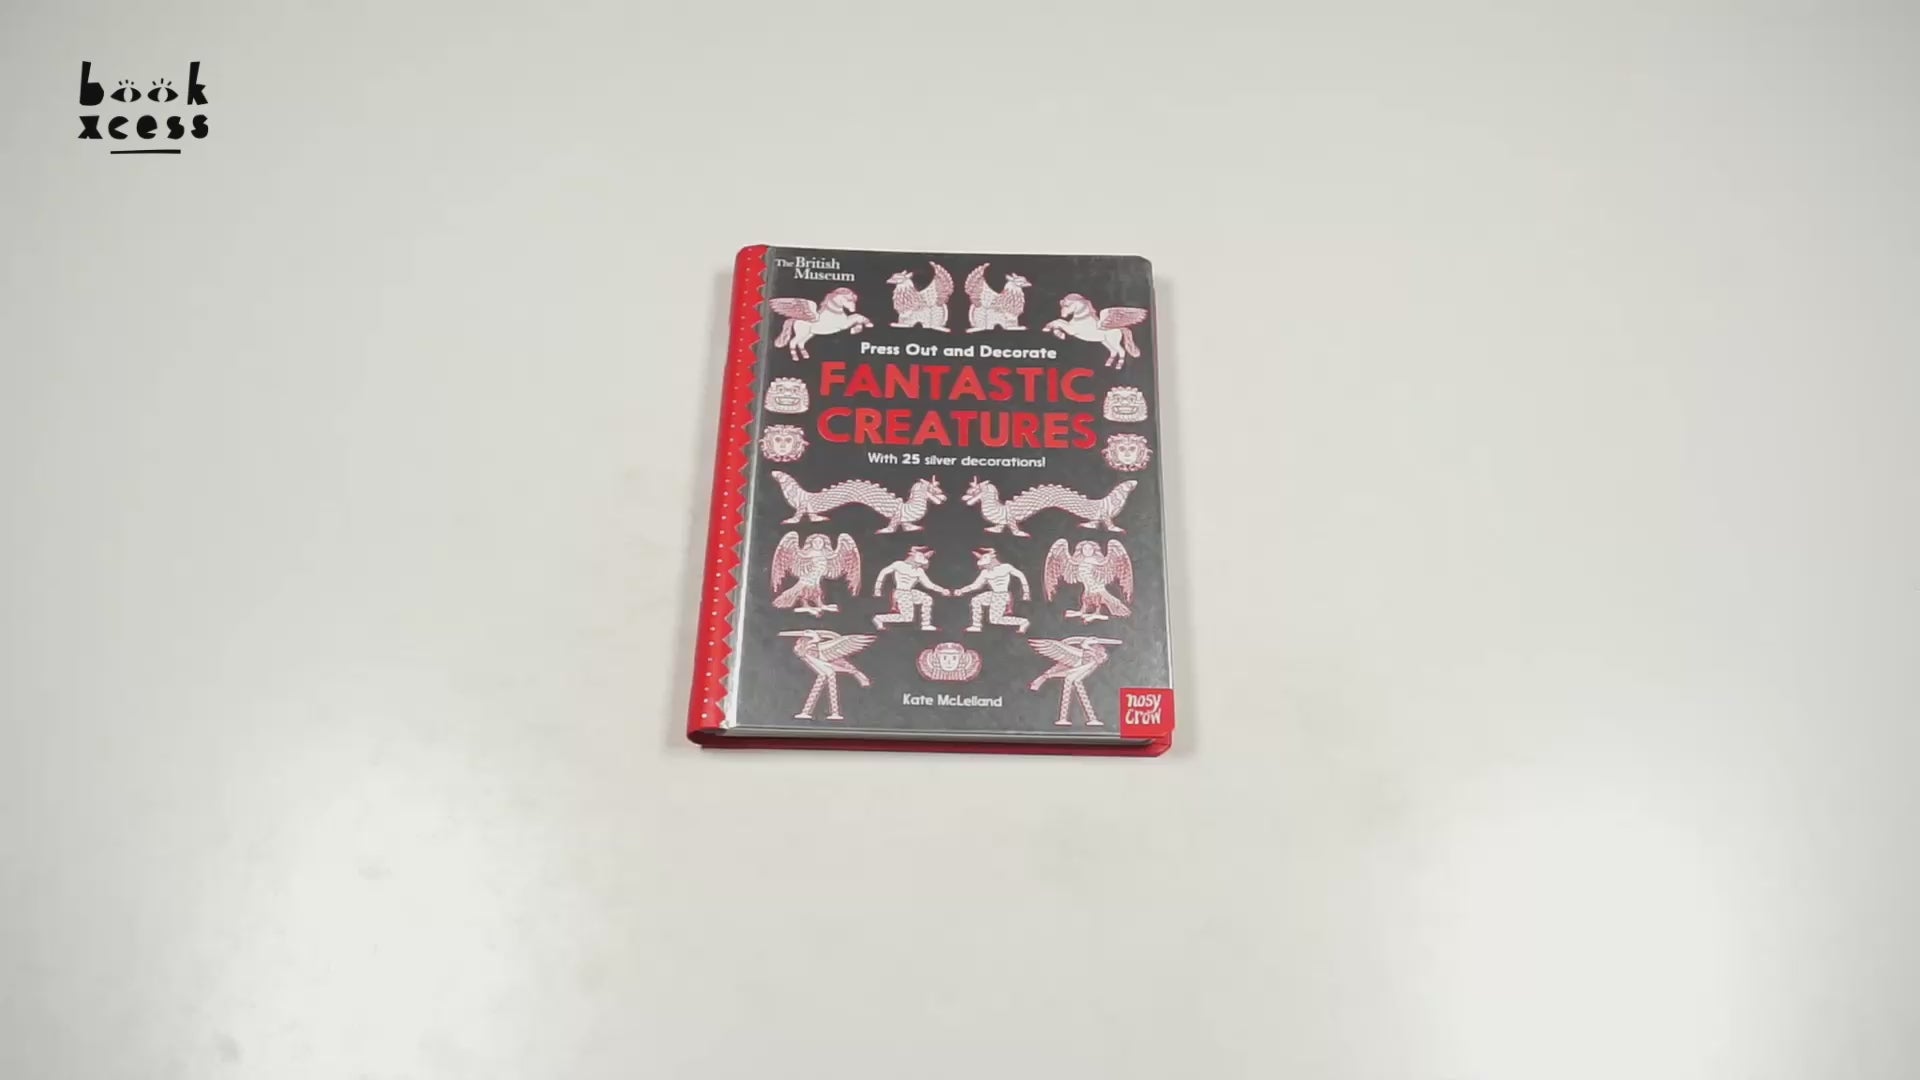 book
xcess
The British
Museum
Press Out and Decorate
FANTASTIC
CREATURES
With 25 silver decorations!
Kate McLelland
nosy
crow